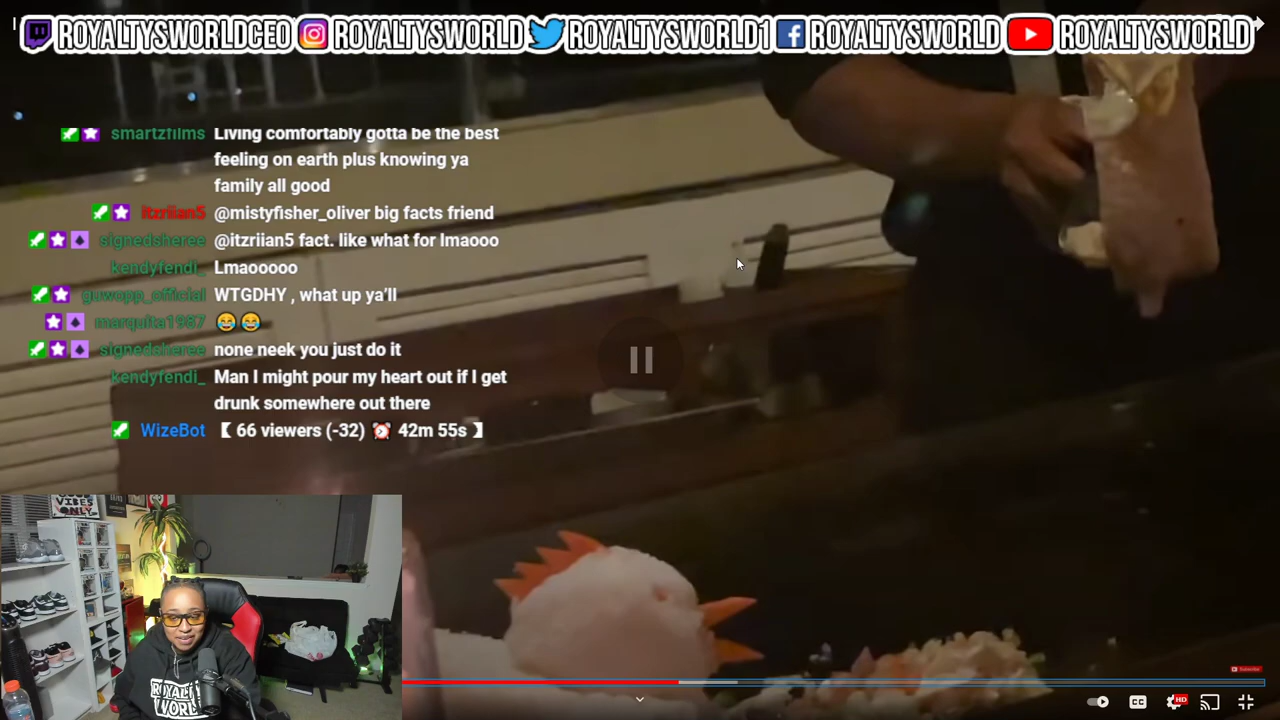 ROYALTYSWORLDCEO ROYALTYSWORLD ROYALTYSWORLD1 ROYALTYSWORLD ROYALTYSWORLD
smartzfilms Living comfortably gotta be the best
feeling on earth plus knowing ya
family all good
itzriian5 @mistyfisher_oliver big facts friend
signedsheree @itzriian5 fact. like what for lmaooo
kendyfendi_ Lmaooooo
guwopp_official WTGDHY , what up ya'll
marquita1987 😂 😂
signedsheree none neek you just do it
kendyfendi_ Man I might pour my heart out if I get
drunk somewhere out there
WizeBot 【 66 viewers (-32) ⏰ 42m 55s 】
VIBES
ONLY
ROYALTY
WORLD
Subscribe
CC
HD